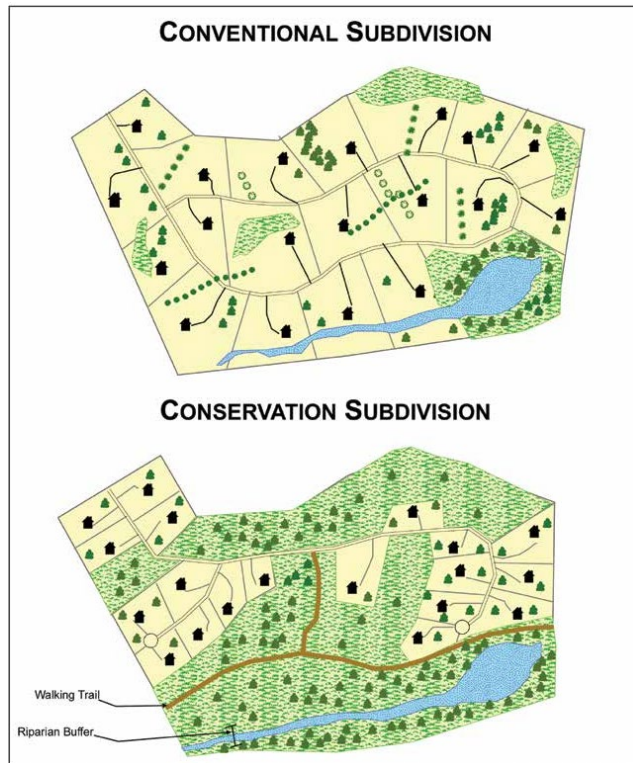 CONVENTIONAL SUBDIVISION
CONSERVATION SUBDIVISION
Walking Trail
Riparian Buffer